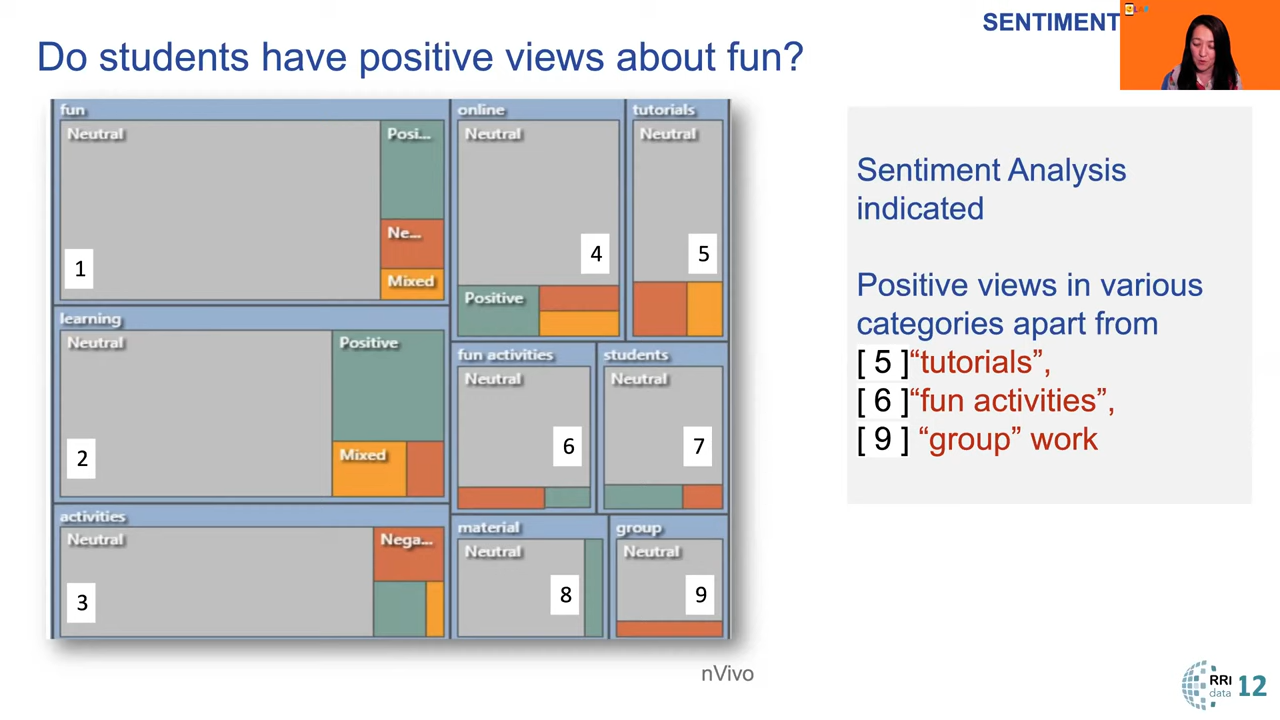 SENTIMENT
Do students have positive views about fun?
fun
Neutral
Posi...
Ne...
Mixed
1
learning
Neutral
Positive
Mixed
2
activities
Neutral
Nega...
3
online
Neutral
4
Positive
tutorials
Neutral
5
fun activities
Neutral
6
students
Neutral
7
material
Neutral
8
group
Neutral
9
nVivo
Sentiment Analysis
indicated
Positive views in various
categories apart from
[ 5 ]“tutorials”,
[ 6 ]“fun activities”,
[ 9 ] “group” work
RRI
data
12